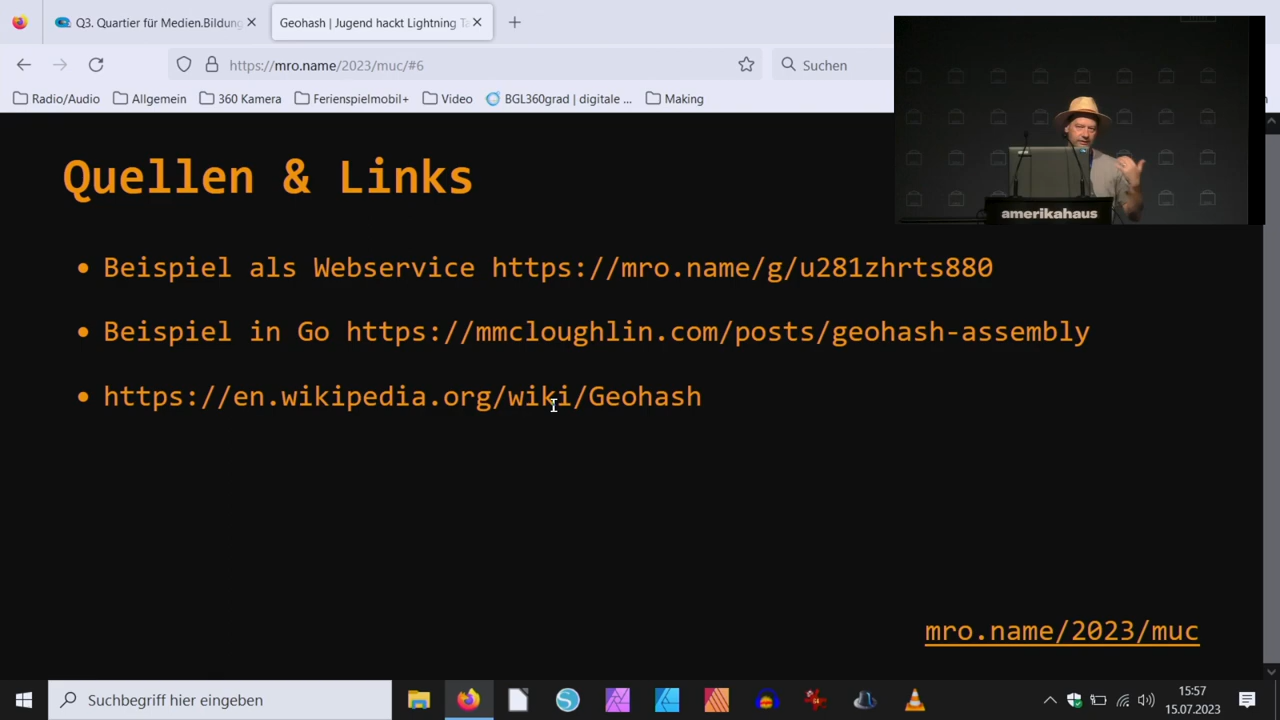 Q3. Quartier für Medien.Bildung
Geohash | Jugend hackt Lightning Ta
https://mro.name/2023/muc/#6
Suchen
Radio/Audio
Allgemein
360 Kamera
Ferienspielmobil+
Video
BGL360grad | digitale ...
Making
amerikahaus
Quellen & Links
• Beispiel als Webservice https://mro.name/g/u281zhrts880
• Beispiel in Go https://mmcloughlin.com/posts/geohash-assembly
• https://en.wikipedia.org/wiki/Geohash
mro.name/2023/muc
Suchbegriff hier eingeben
15:57
15.07.2023